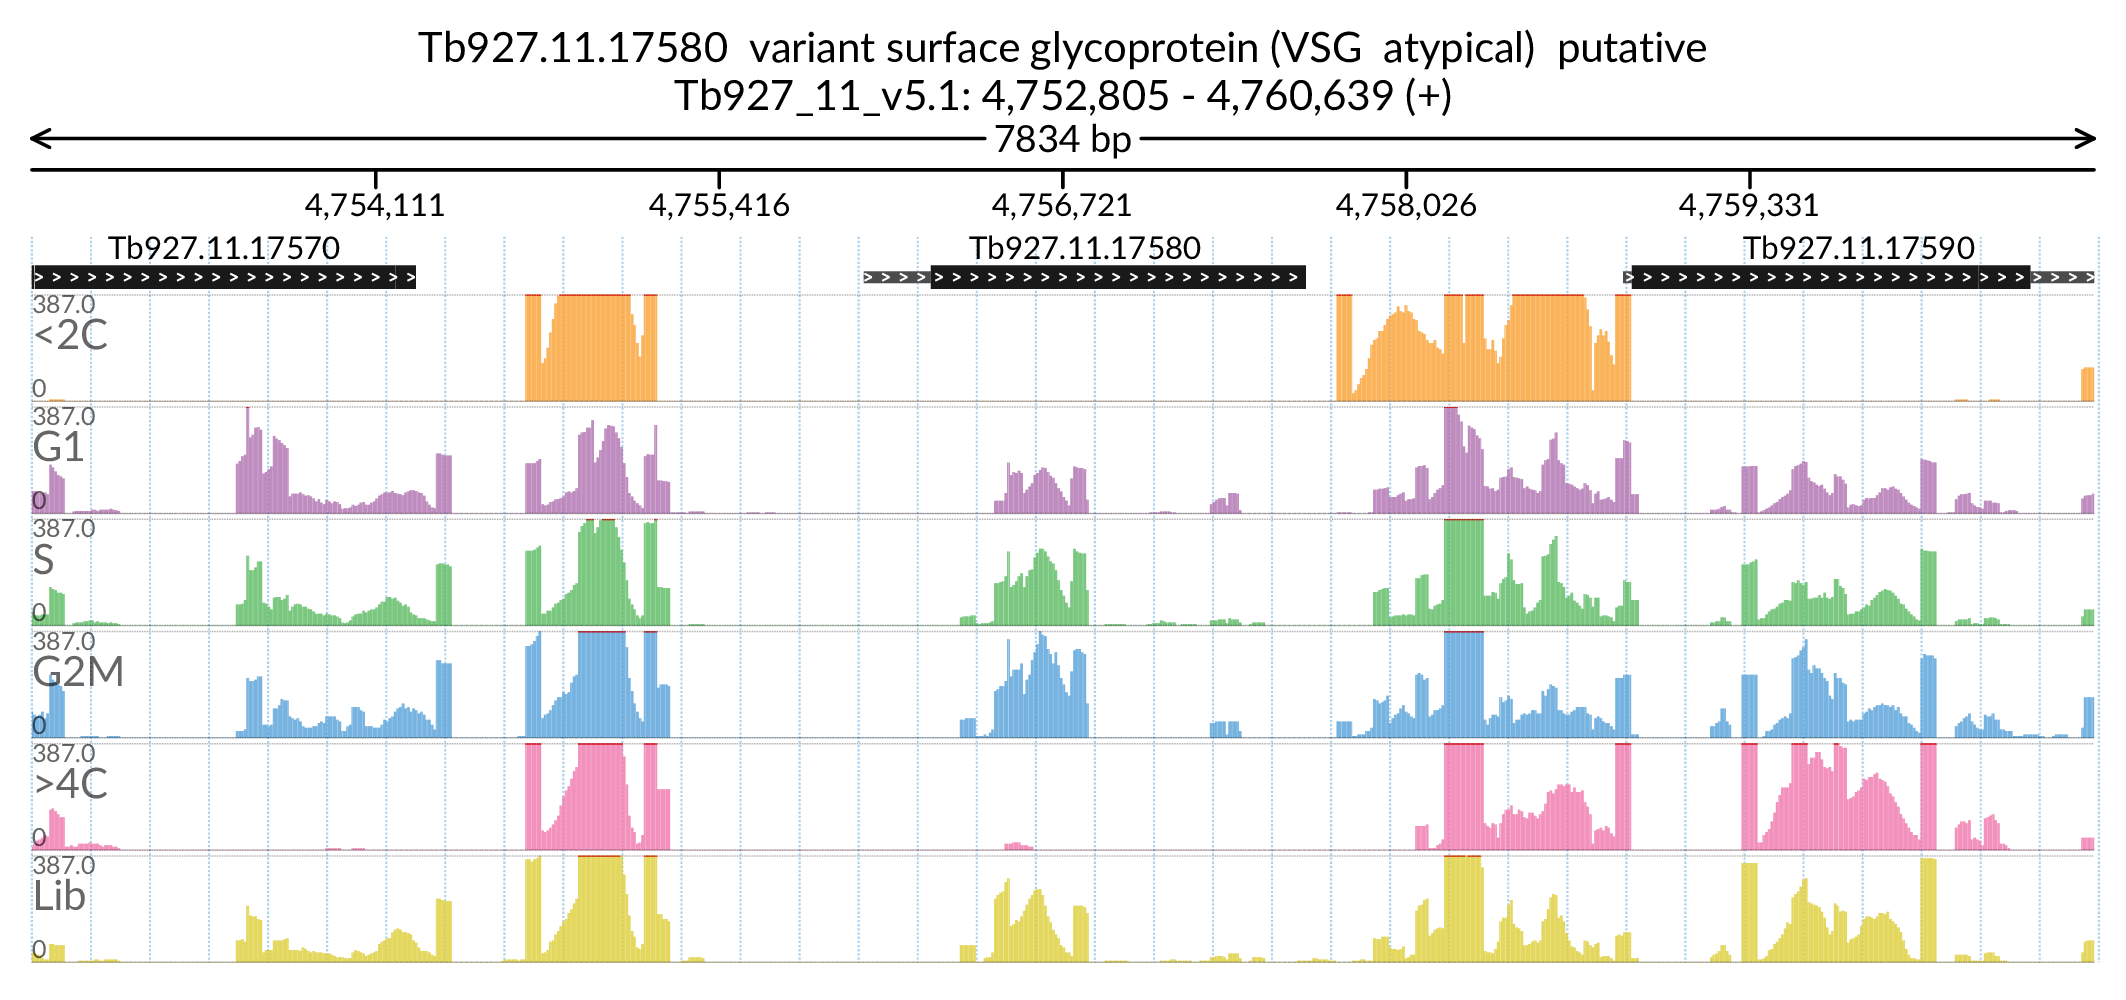 Tb927.11.17580 variant surface glycoprotein (VSG atypical) putative
Tb927_11_v5.1: 4,752,805 - 4,760,639 (+)
7834 bp
4,754,111 4,755,416 4,756,721 4,758,026 4,759,331
Tb927.11.17570 Tb927.11.17580 Tb927.11.17590
387.0
<2C
0
387.0
G1
0
387.0
S
0
387.0
G2M
0
387.0
>4C
0
387.0
Lib
0